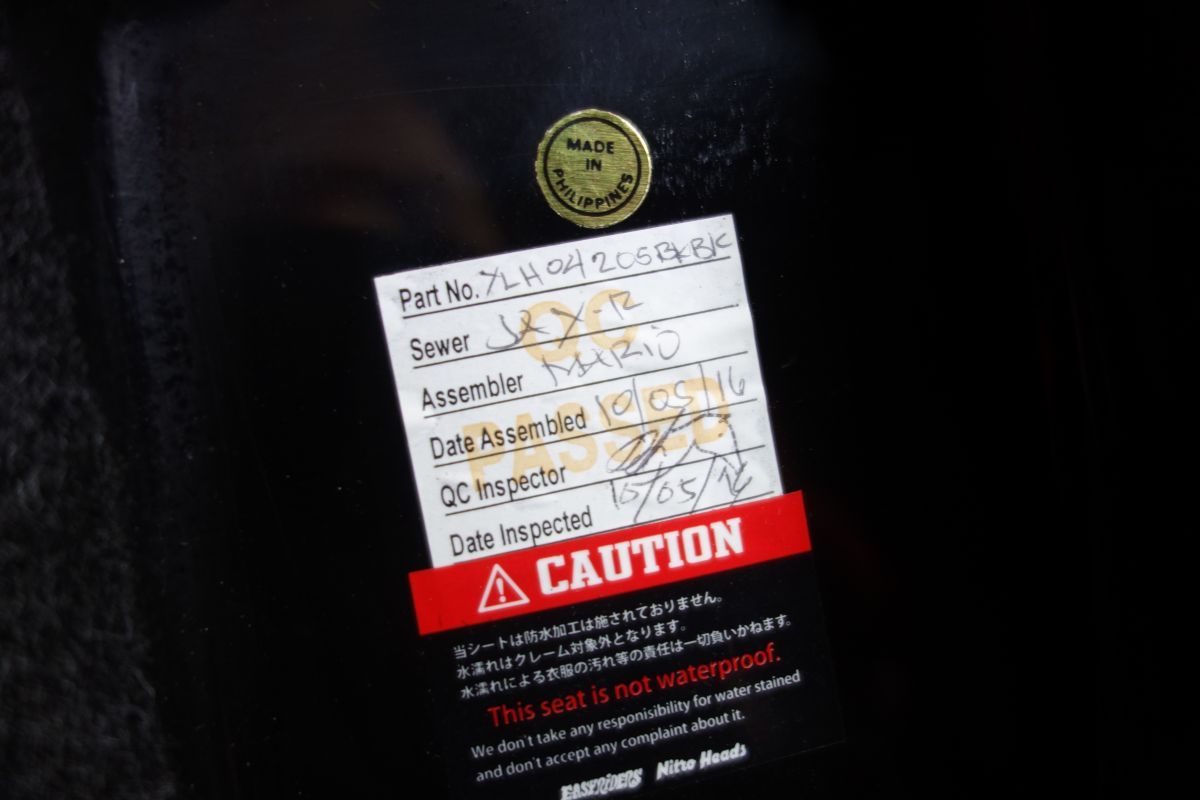 MADE
IN
PHILIPPINES
Part No. YLH04205BKBK
Sewer JAY-R
Assembler MARIO
Date Assembled 10/05/16
QC Inspector
Date Inspected 10/05/16
QC
PASSED
CAUTION
当シートは防水加工は施されておりません。
水濡れはクレーム対象外となります。
水濡れによる衣服の汚れ等の責任は一切負いかねます。
This seat is not waterproof.
We don't take any responisibility for water stained
and don't accept any complaint about it.
EASYRIDERS Nitro Heads